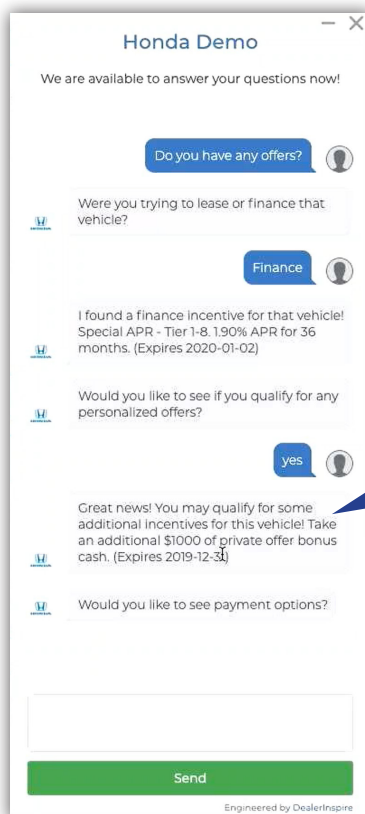 Honda Demo
We are available to answer your questions now!
Do you have any offers?
Were you trying to lease or finance that
vehicle?
Finance
I found a finance incentive for that vehicle!
Special APR - Tier 1-8. 1.90% APR for 36
months. (Expires 2020-01-02)
Would you like to see if you qualify for any
personalized offers?
yes
Great news! You may qualify for some
additional incentives for this vehicle! Take
an additional $1000 of private offer bonus
cash. (Expires 2019-12-31)
Would you like to see payment options?
Send
Engineered by DealerInspire